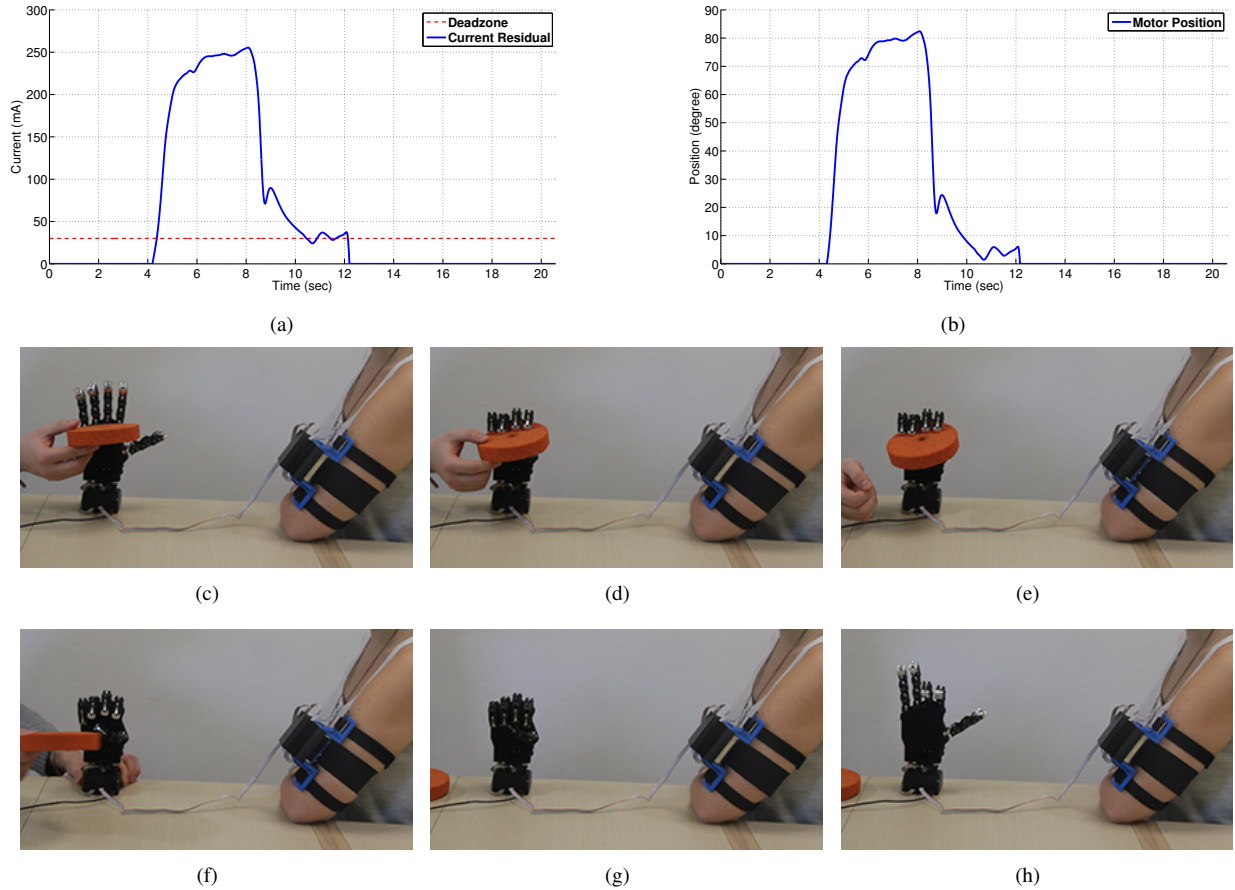 300
250
200
150
100
50
0
Current (mA)
Deadzone
Current Residual
0 2 4 6 8 10 12 14 16 18 20
Time (sec)
(a)
90
80
70
60
50
40
30
20
10
0
Position (degree)
Motor Position
0 2 4 6 8 10 12 14 16 18 20
Time (sec)
(b)
(c)
(d)
(e)
(f)
(g)
(h)